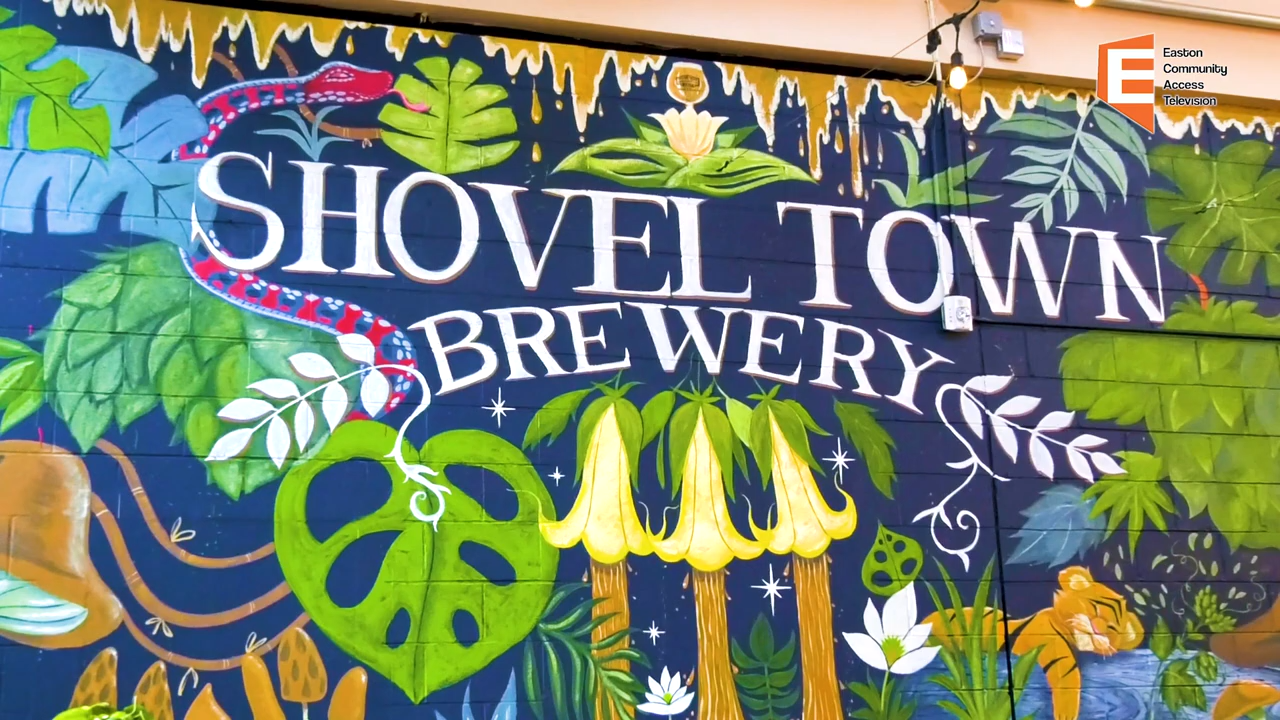 Easton
Community
Access
Television
SHOVEL TOWN
BREWERY